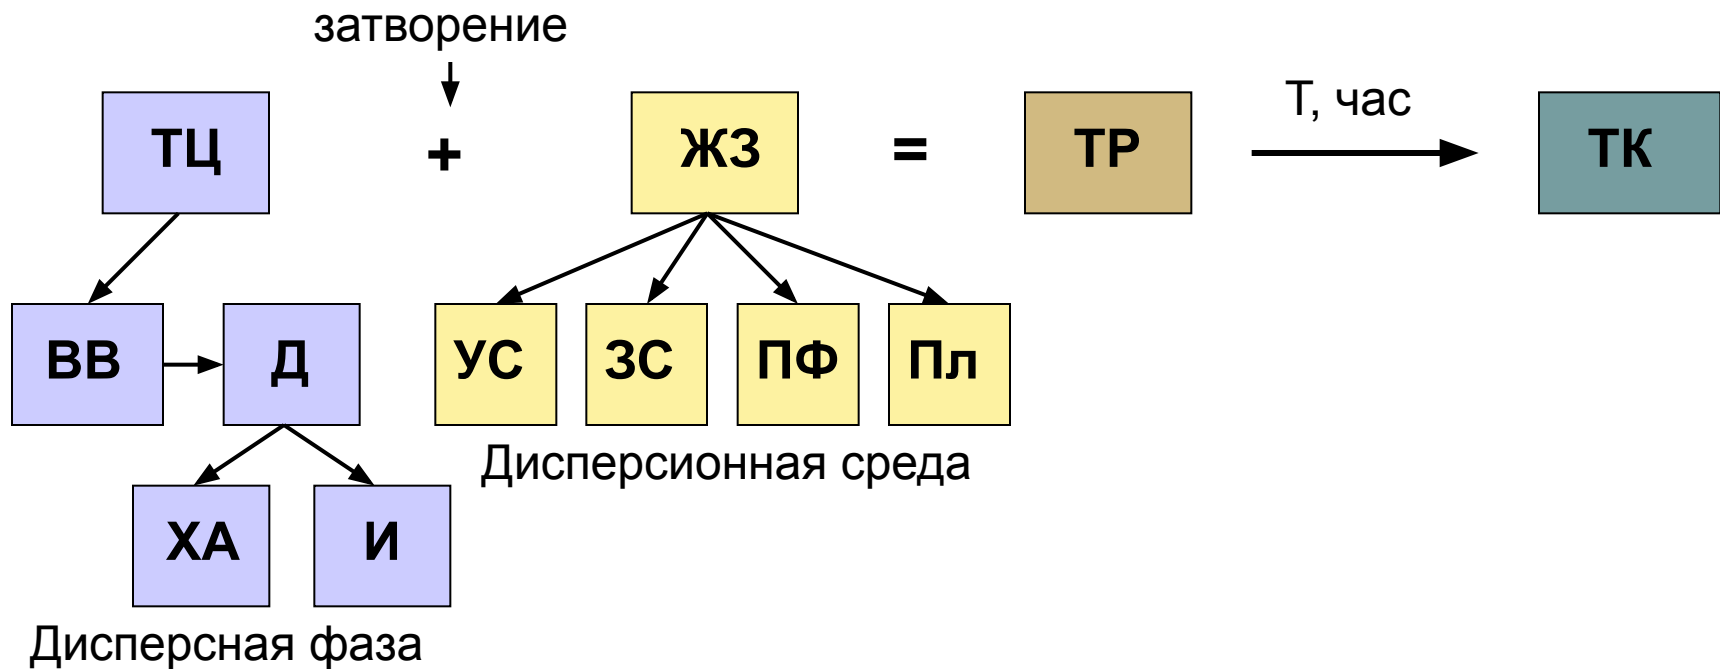 затворение
ТЦ + ЖЗ = ТР Т, час ТК
ВВ Д УС ЗС ПФ Пл
Дисперсионная среда
ХА И
Дисперсная фаза